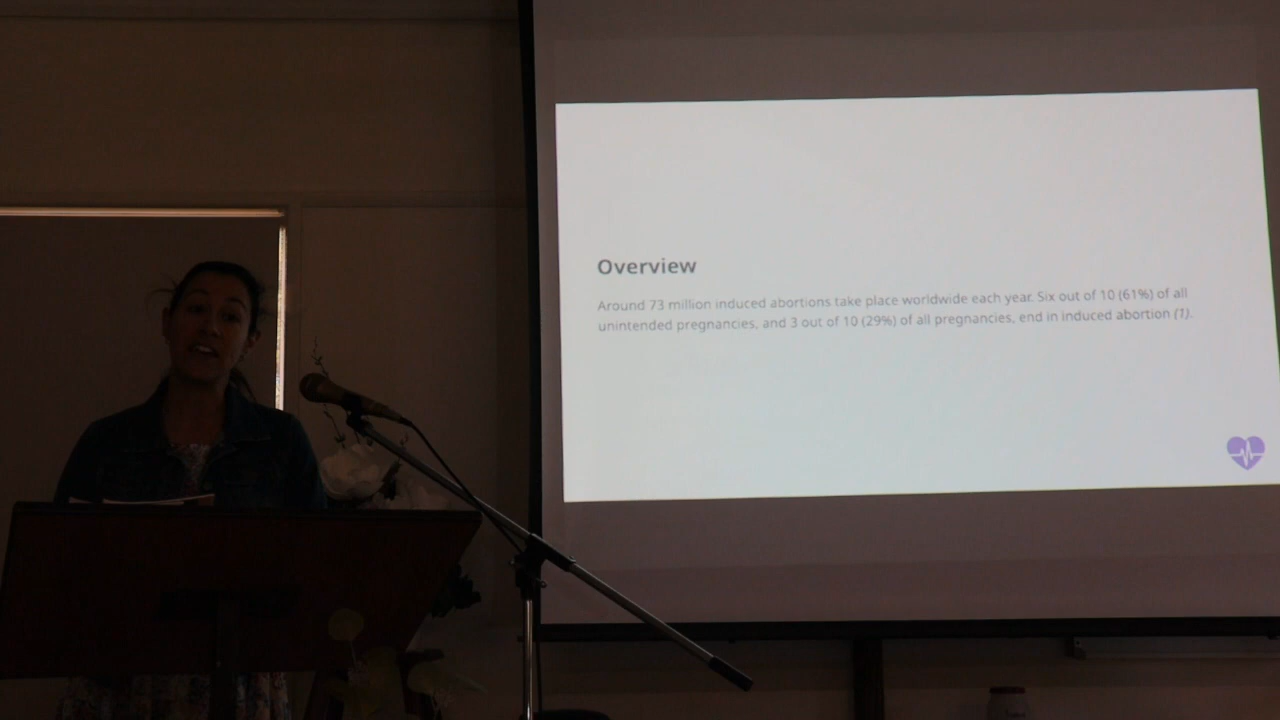 Overview
Around 73 million induced abortions take place worldwide each year. Six out of 10 (61%) of all
unintended pregnancies, and 3 out of 10 (29%) of all pregnancies, end in induced abortion (1).